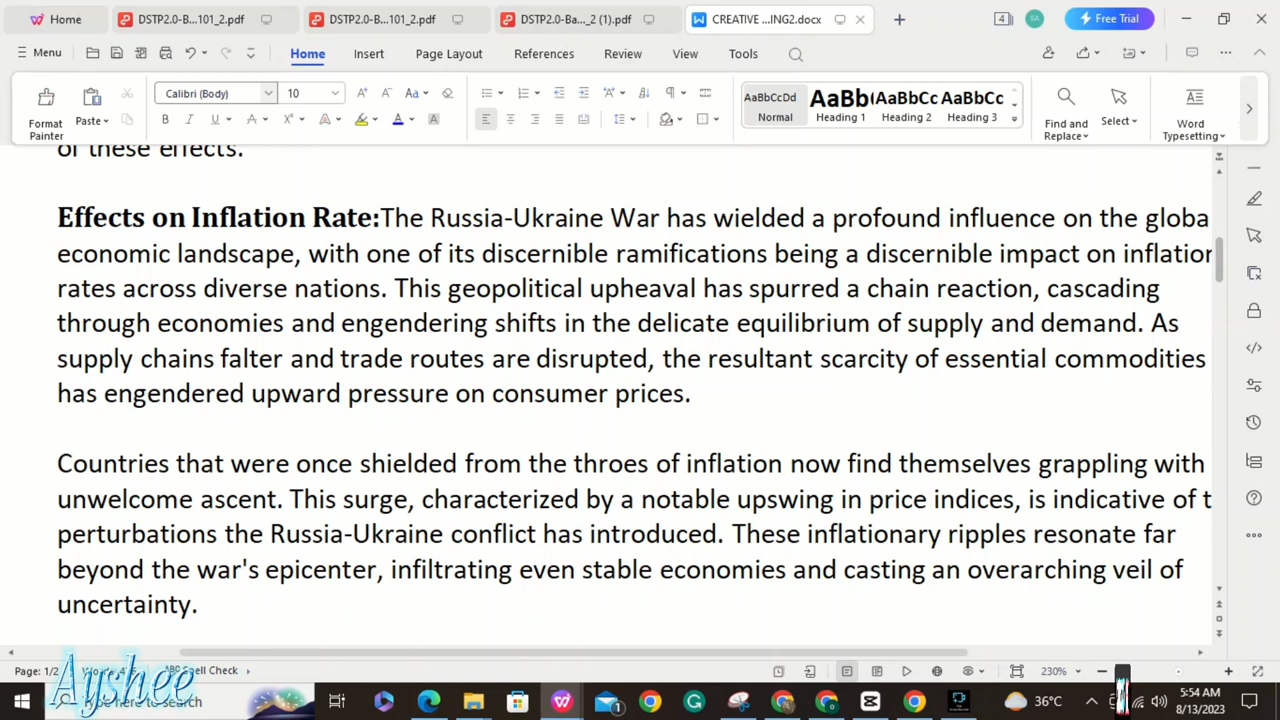 DSTP2.0-B...101_2.pdf
DSTP2.0-B...101_2.pdf
DSTP2.0-Ba..._2 (1).pdf
CREATIVE ...ING2.docx
4
SA
Free Trial
Home
Menu
Home
Insert
Page Layout
References
Review
View
Tools
Format Painter
Paste
Calibri (Body)
10
AaBbCcDd
Normal
AaBb(
Heading 1
AaBbCc
Heading 2
AaBbCc
Heading 3
Find and Replace
Select
Word Typesetting
of these effects.
Effects on Inflation Rate:The Russia-Ukraine War has wielded a profound influence on the globa
economic landscape, with one of its discernible ramifications being a discernible impact on inflation
rates across diverse nations. This geopolitical upheaval has spurred a chain reaction, cascading
through economies and engendering shifts in the delicate equilibrium of supply and demand. As
supply chains falter and trade routes are disrupted, the resultant scarcity of essential commodities
has engendered upward pressure on consumer prices.
Countries that were once shielded from the throes of inflation now find themselves grappling with
unwelcome ascent. This surge, characterized by a notable upswing in price indices, is indicative of t
perturbations the Russia-Ukraine conflict has introduced. These inflationary ripples resonate far
beyond the war's epicenter, infiltrating even stable economies and casting an overarching veil of
uncertainty.
Page: 1/2
Spell Check
230%
Ayshee
Type here to search
36°C
5:54 AM
8/13/2023